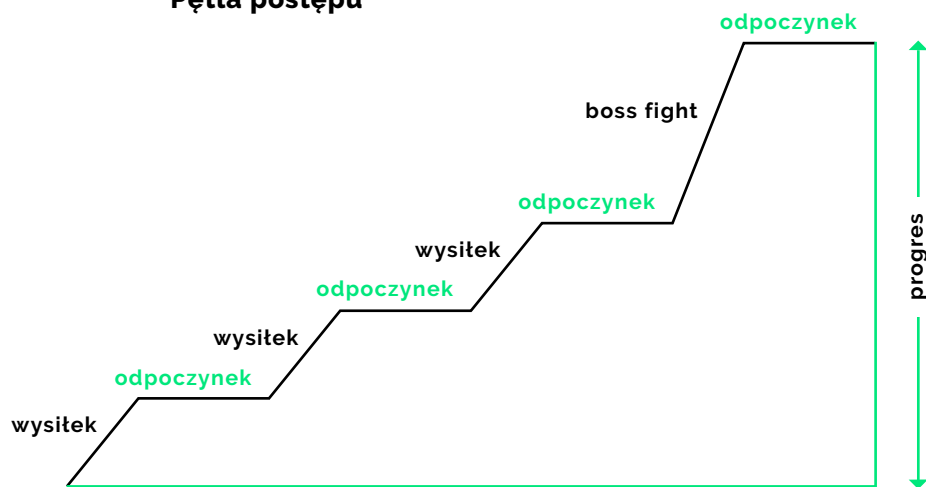 Pętla postępu
odpoczynek
boss fight
odpoczynek
wysiłek
odpoczynek
wysiłek
odpoczynek
wysiłek
progres